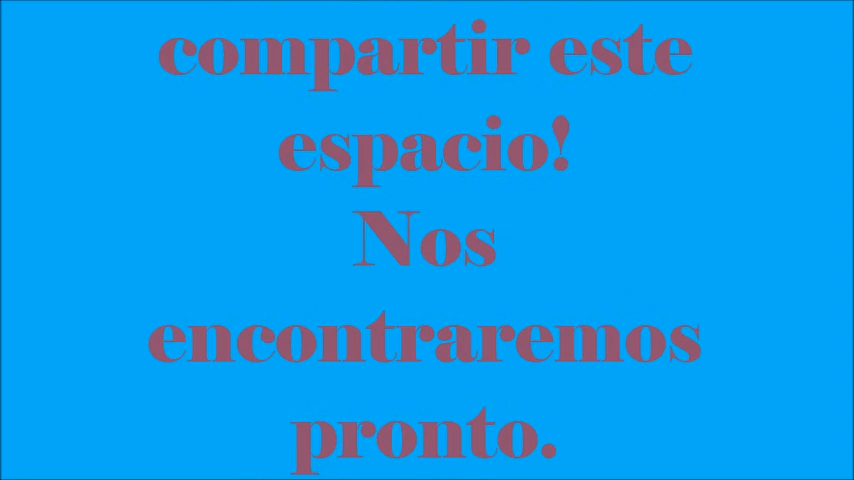 compartir este
espacio!
Nos
encontraremos
pronto.